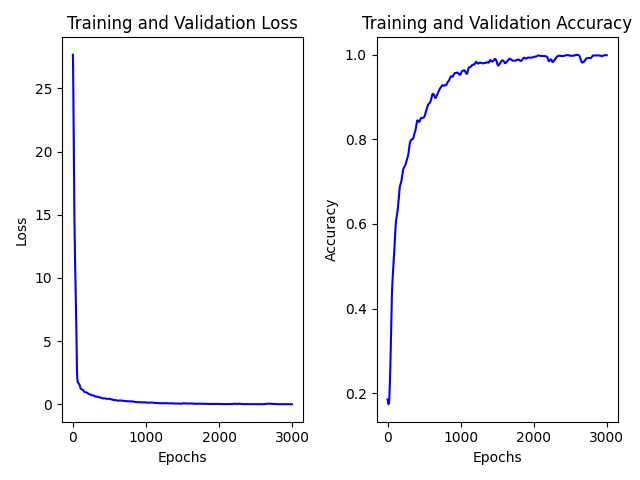 Training and Validation Loss
Loss
25
20
15
10
5
0
0 1000 2000 3000
Epochs
Training and Validation Accuracy
Accuracy
1.0
0.8
0.6
0.4
0.2
0 1000 2000 3000
Epochs